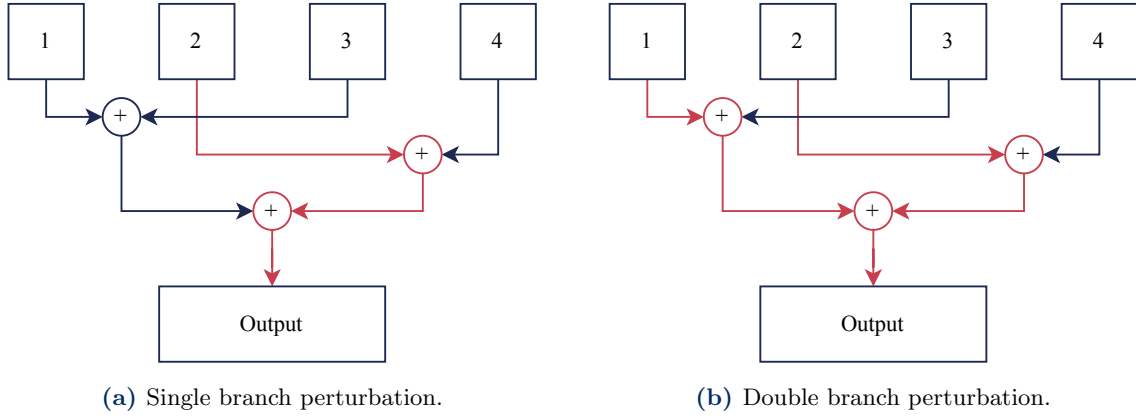 1 2 3 4 1 2 3 4
+ +
+ +
+ +
Output Output
(a) Single branch perturbation.
(b) Double branch perturbation.